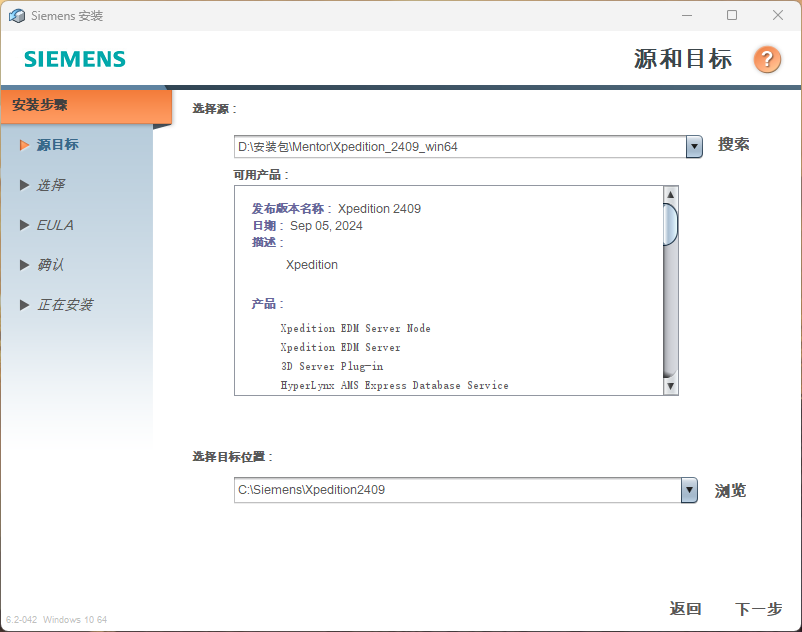 Siemens 安装
SIEMENS
源和目标
?
安装步骤
源目标
选择
EULA
确认
正在安装
选择源：
D:\安装包\Mentor\Xpedition_2409_win64
搜索
可用产品：
发布版本名称： Xpedition 2409
日期： Sep 05, 2024
描述：
Xpedition
产品：
Xpedition EDM Server Node
Xpedition EDM Server
3D Server Plug-in
HyperLynx AMS Express Database Service
选择目标位置：
C:\Siemens\Xpedition2409
浏览
返回
下一步
6.2-042 Windows 10 64